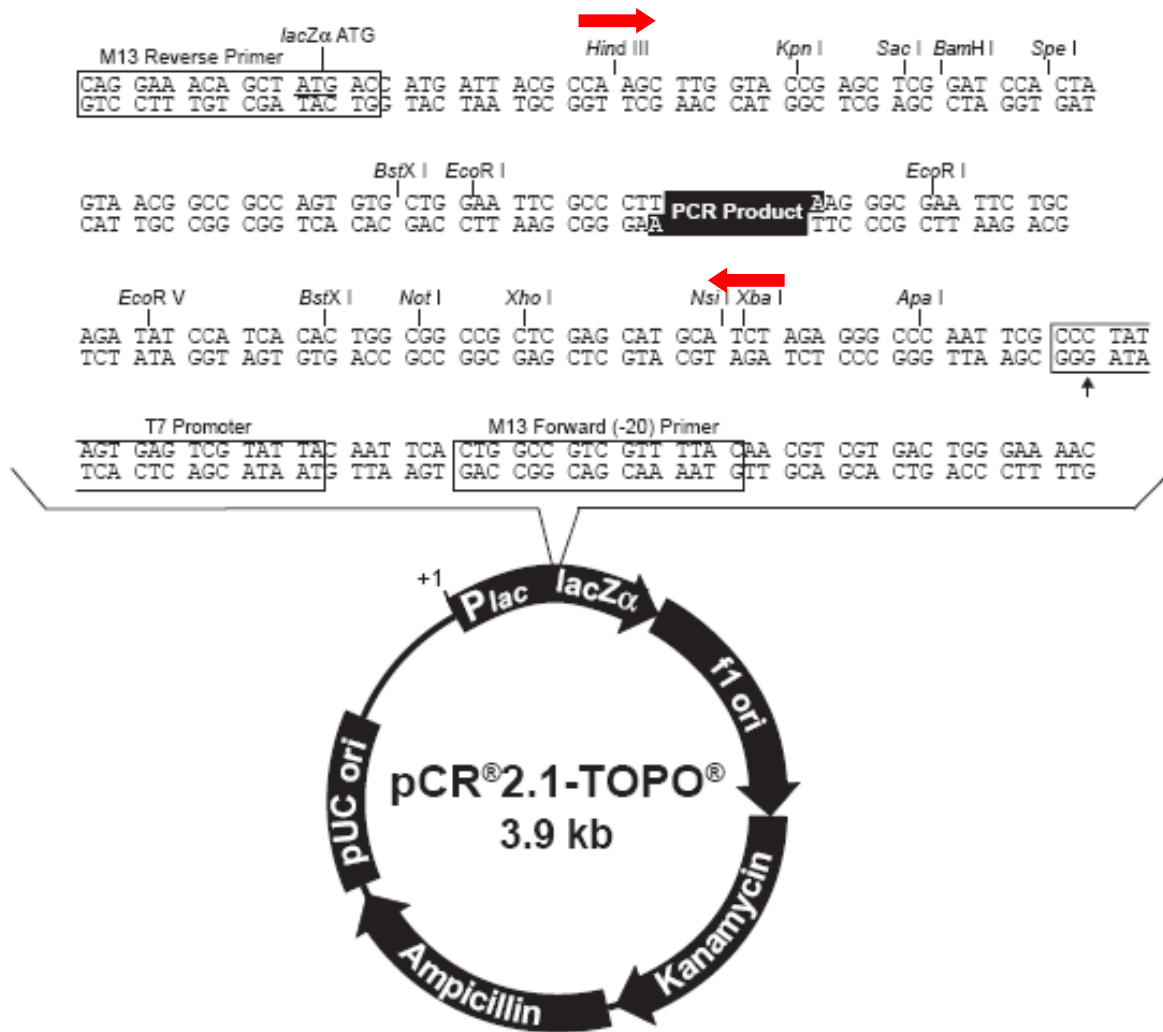 lacZα ATG
M13 Reverse Primer Hind III Kpn I Sac I BamH I Spe I
CAG GAA ACA GCT ATG ACG ATG ATT ACG CCA AGC TTG GTA CCG AGC TCG GAT CCA CTA
GTC CTT TGT CGA TAC TGG TAC TAA TGC GGT TCG AAC CAT GGC TCG AGC CTA GGT GAT
BstX I EcoR I EcoR I
GTA ACG GCC GCC AGT GTG CTG GAA TTC GCC CTT PCR Product AAG GGC GAA TTC TGC
CAT TGC CGG CGG TCA CAC GAC CTT AAG CGG GAA TTC CCG CTT AAG ACG
EcoR V BstX I Not I Xho I Nsi I Xba I Apa I
AGA TAT CCA TCA CAC TGG CGG CCG CTC GAG CAT GCA TCT AGA GGG CCC AAT TCG CCC TAT
TCT ATA GGT AGT GTG ACC GCC GGC GAG CTC GTA CGT AGA TCT CCC GGG TTA AGC GGG ATA
T7 Promoter M13 Forward (-20) Primer
AGT GAG TCG TAT TAC AAT TCA CTG GCC GTC GTT TTA CAA CGT CGT GAC TGG GAA AAC
TCA CTC AGC ATA ATG TTA AGT GAC CGG CAG CAA AAT GTT GCA GCA CTG ACC CTT TTG
+1
Plac lacZα
f1 ori
Kanamycin
Ampicillin
pUC ori
pCR®2.1-TOPO®
3.9 kb